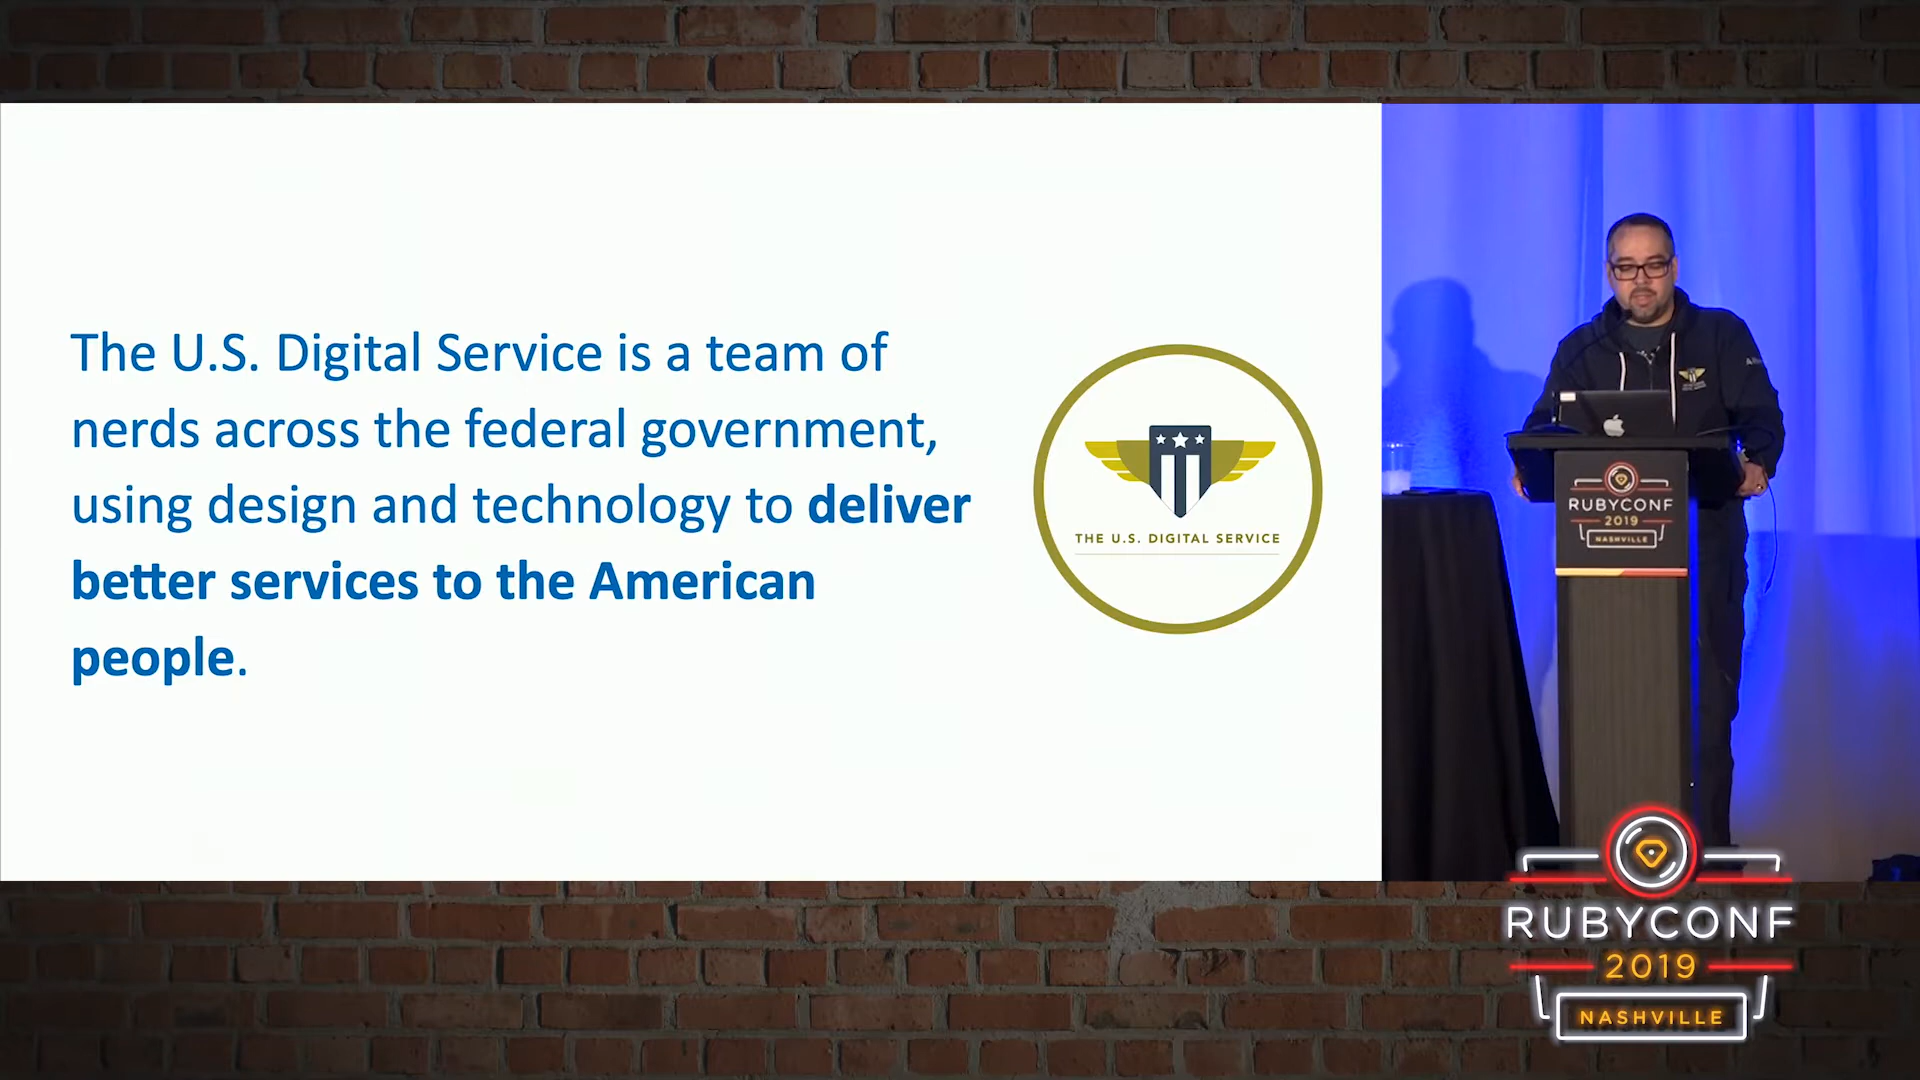 The U.S. Digital Service is a team of
nerds across the federal government,
using design and technology to deliver
better services to the American
people.
THE U.S. DIGITAL SERVICE
RUBYCONF
2019
NASHVILLE
RUBYCONF
2019
NASHVILLE